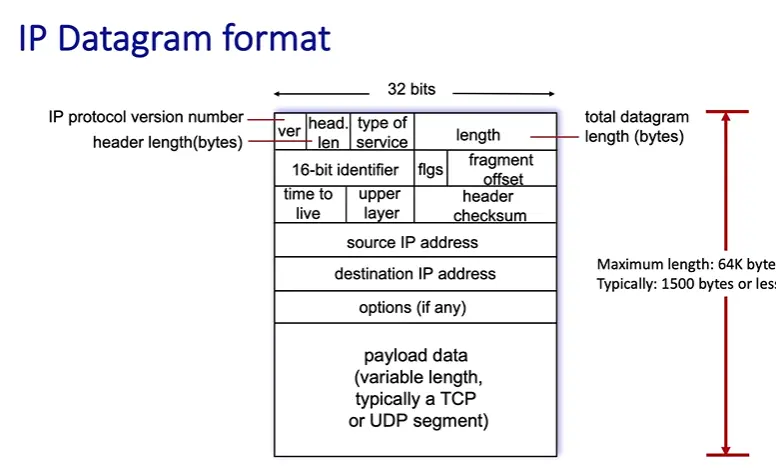 IP Datagram format
32 bits
IP protocol version number
header length(bytes)
ver
head.
len
type of
service
length
total datagram
length (bytes)
16-bit identifier
flgs
fragment
offset
time to
live
upper
layer
header
checksum
source IP address
destination IP address
Maximum length: 64K byte
Typically: 1500 bytes or less
options (if any)
payload data
(variable length,
typically a TCP
or UDP segment)